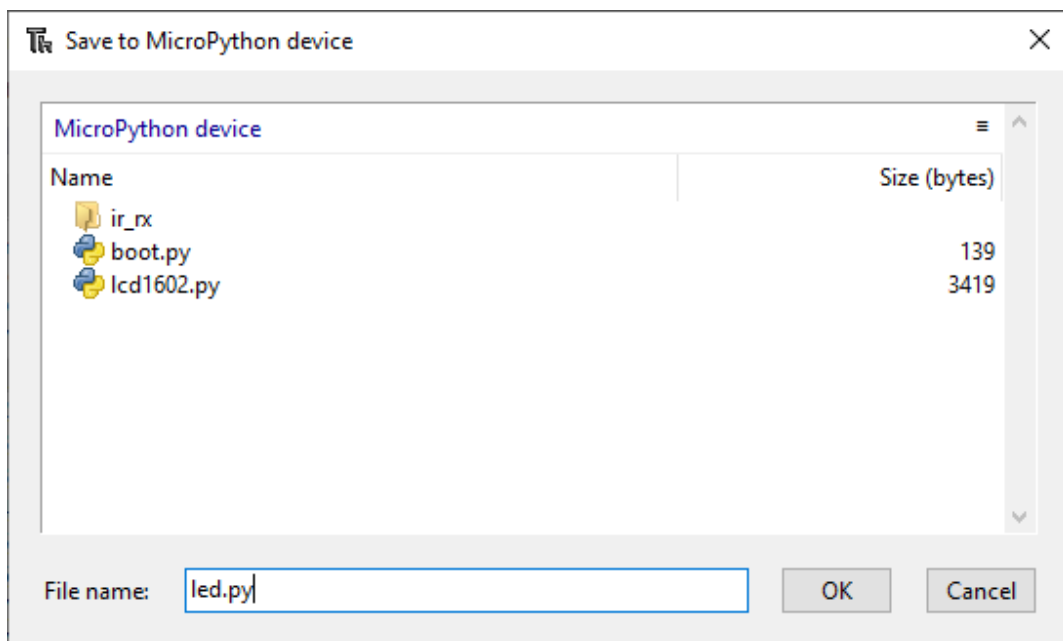 Save to MicroPython device
MicroPython device
Name Size (bytes)
ir_rx
boot.py 139
lcd1602.py 3419
File name: led.py OK Cancel